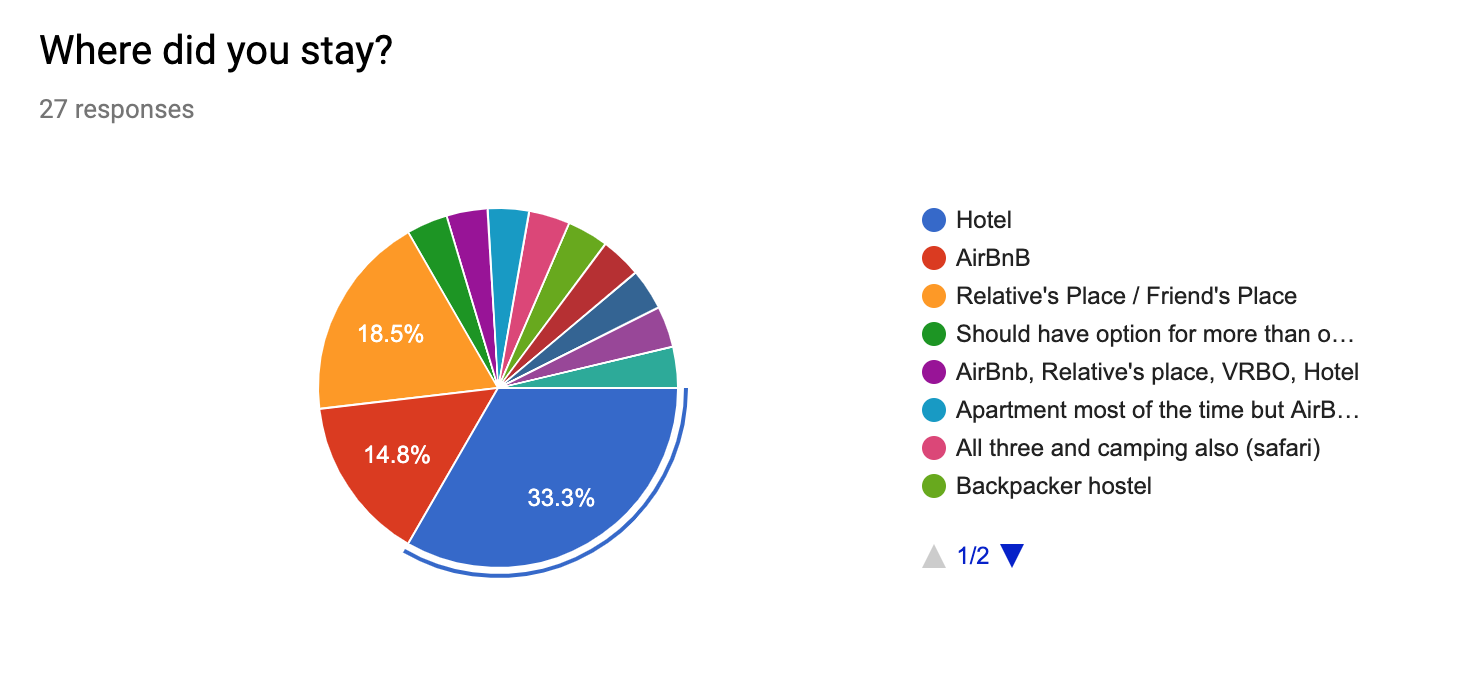 Where did you stay?
27 responses
18.5%
14.8%
33.3%
Hotel
AirBnB
Relative's Place / Friend's Place
Should have option for more than o...
AirBnb, Relative's place, VRBO, Hotel
Apartment most of the time but AirB...
All three and camping also (safari)
Backpacker hostel
1/2